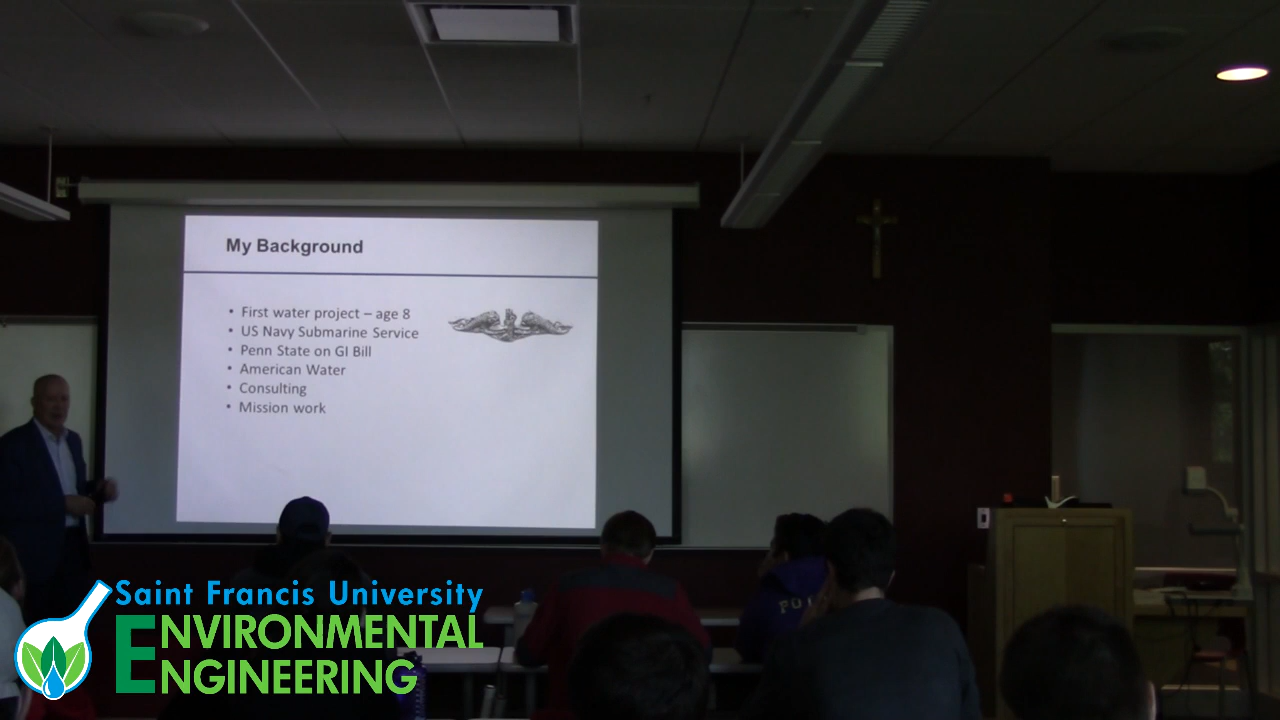 My Background
• First water project – age 8
• US Navy Submarine Service
• Penn State on GI Bill
• American Water
• Consulting
• Mission work
Saint Francis University
ENVIRONMENTAL
ENGINEERING